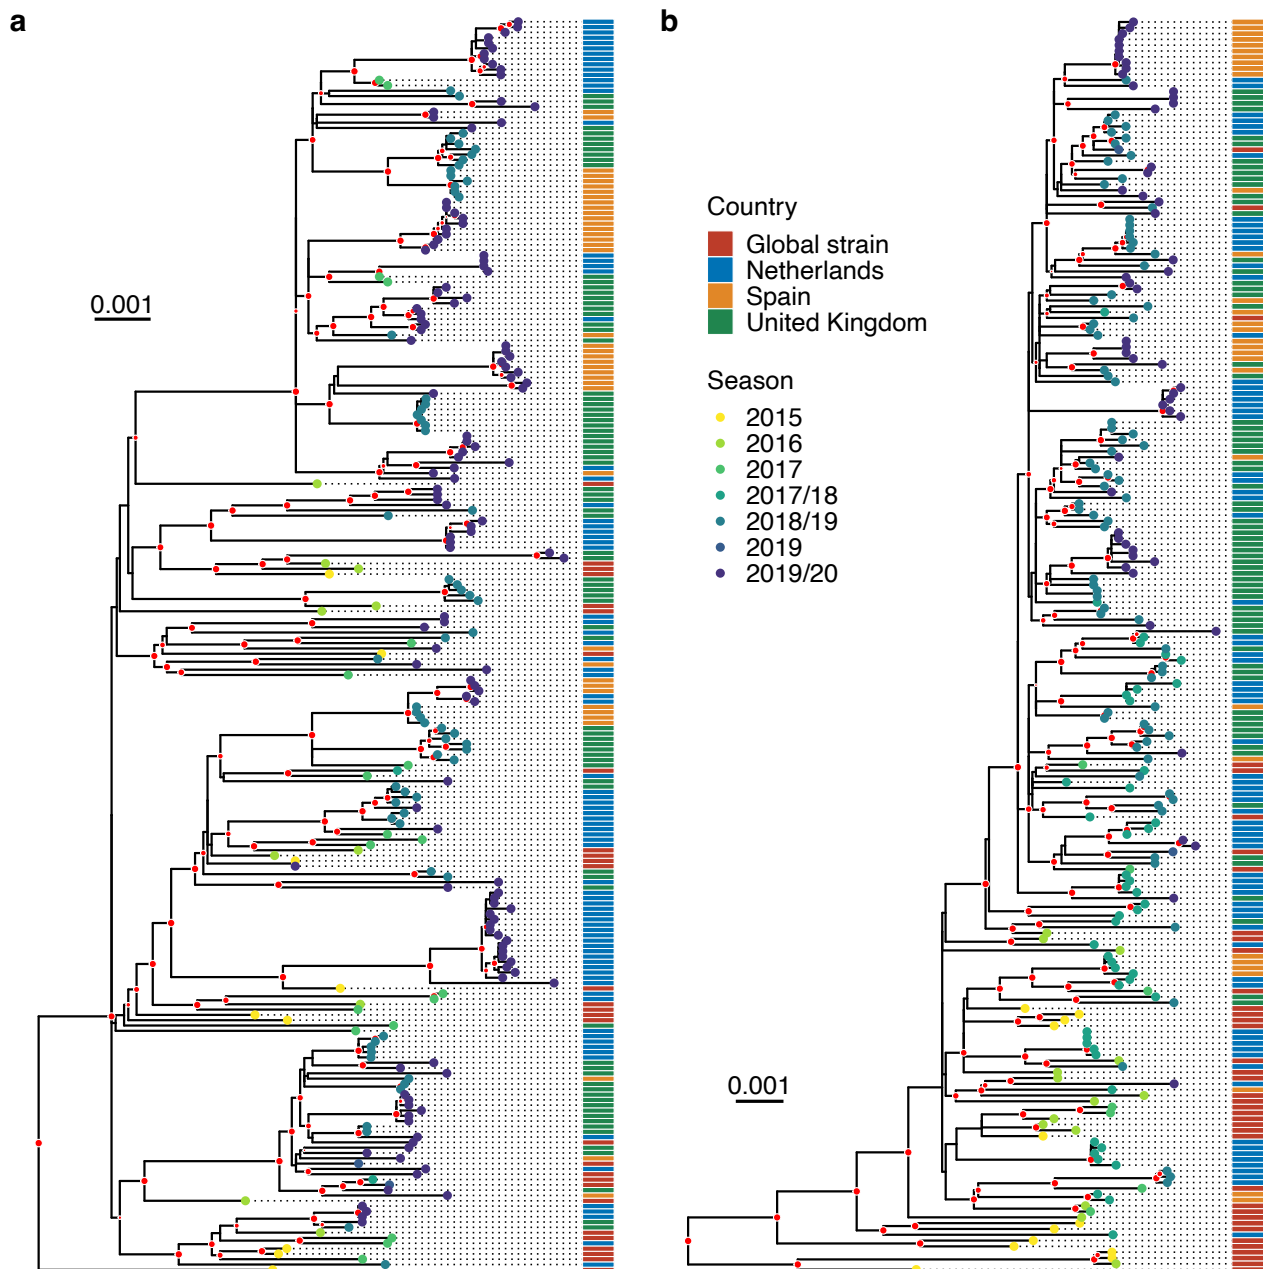 a
b
0.001
Country
Global strain
Netherlands
Spain
United Kingdom
Season
2015
2016
2017
2017/18
2018/19
2019
2019/20
0.001